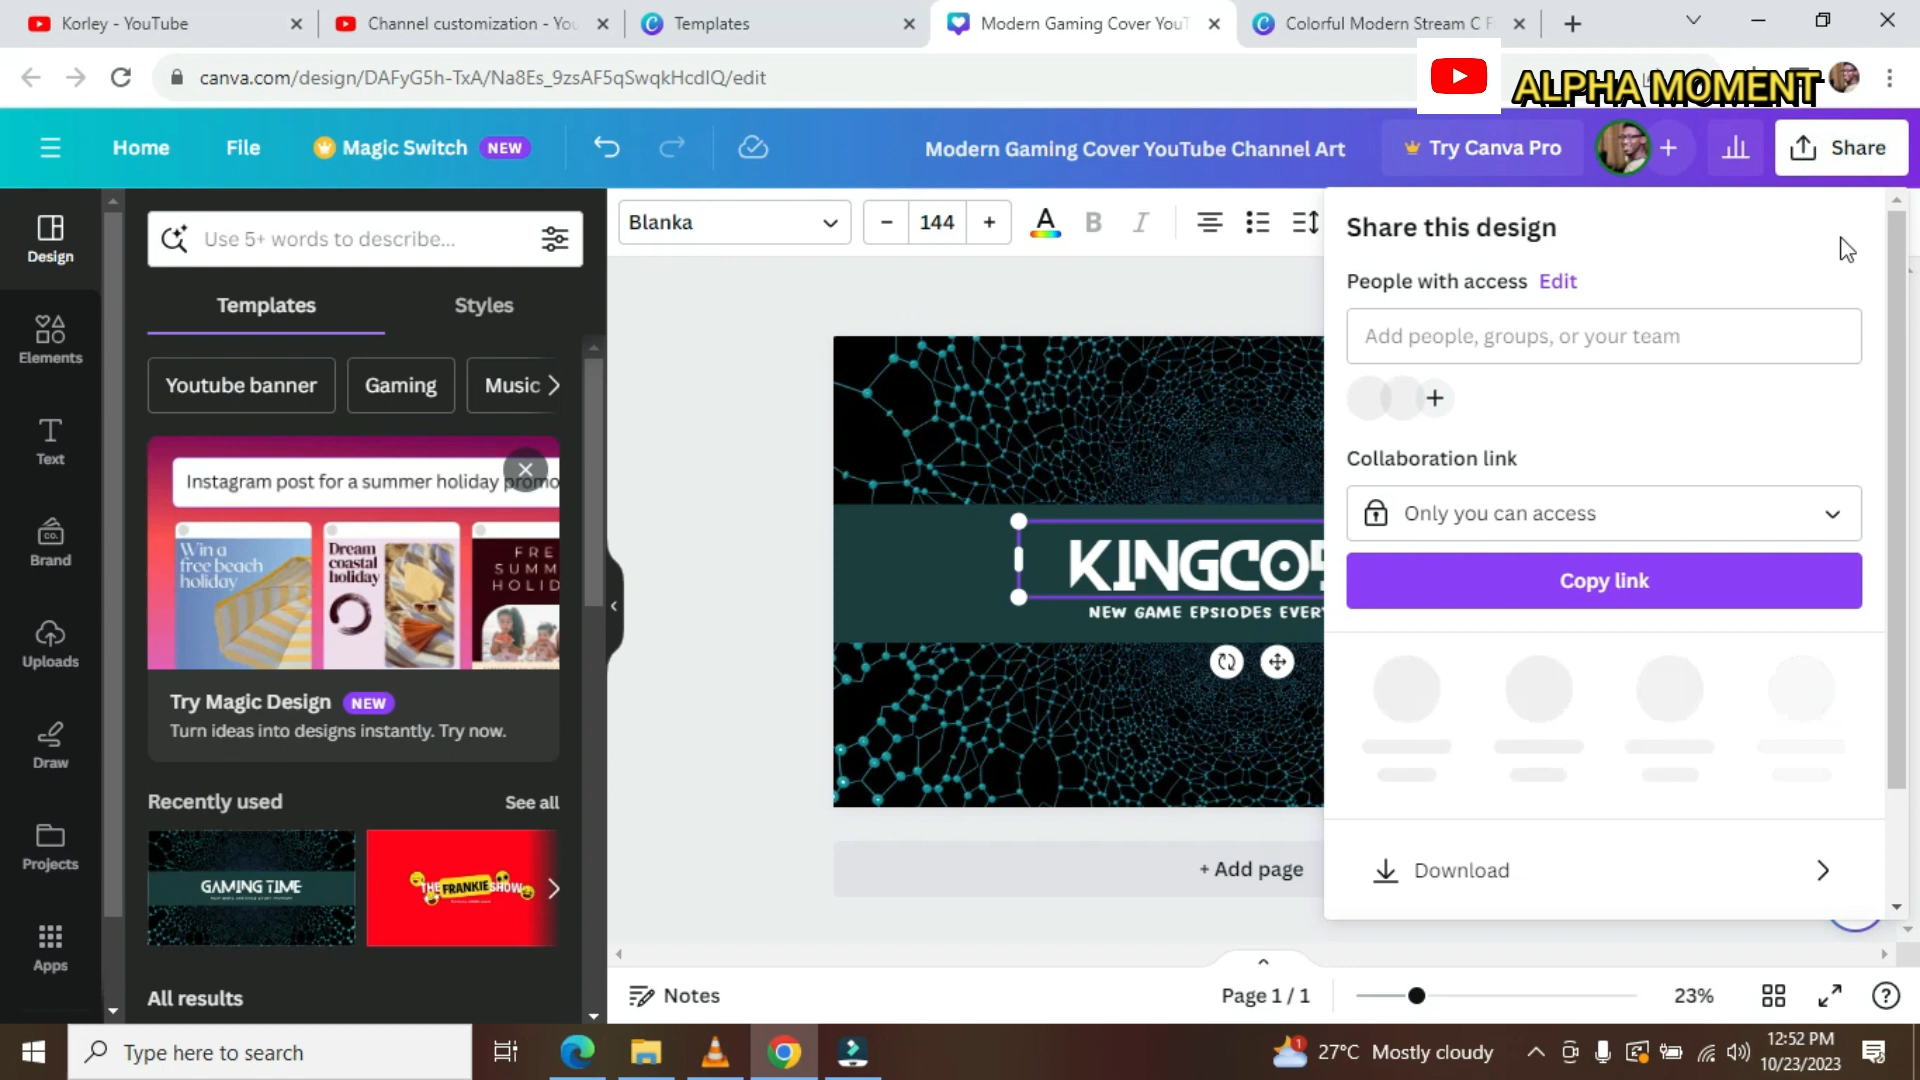 Korley - YouTube
Channel customization - You
Templates
Modern Gaming Cover YouT
Colorful Modern Stream C F
canva.com/design/DAFyG5h-TxA/Na8Es_9zsAF5qSwqkHcdlQ/edit
ALPHA MOMENT
Home
File
Magic Switch NEW
Modern Gaming Cover YouTube Channel Art
Try Canva Pro
Share
Design
Elements
Text
Brand
Uploads
Draw
Projects
Apps
Use 5+ words to describe...
Templates
Styles
Youtube banner
Gaming
Music
Instagram post for a summer holiday promo
Win a
free beach
holiday
Dream
coastal
holiday
FREE
SUMM
HOLID
Try Magic Design NEW
Turn ideas into designs instantly. Try now.
Recently used
See all
GAMING TIME
THE FRANKIE SHOW
All results
Blanka
144
KINGCO
NEW GAME EPSIODES EVERY
+ Add page
Share this design
People with access Edit
Add people, groups, or your team
Collaboration link
Only you can access
Copy link
Download
Notes
Page 1 / 1
23%
Type here to search
1
27°C Mostly cloudy
12:52 PM
10/23/2023